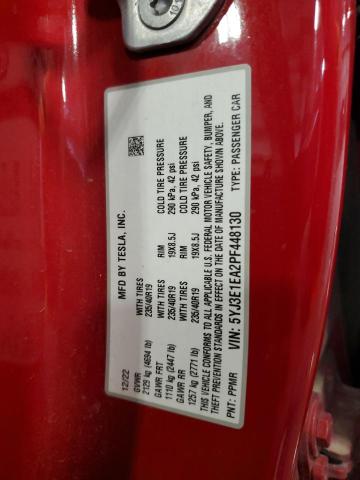 MFD BY TESLA, INC.
12/22
GVWR WITH TIRES RIM COLD TIRE PRESSURE
2129 kg (4694 lb) 235/40R19 19X8.5J 290 kPa, 42 psi
GAWR FRT WITH TIRES RIM COLD TIRE PRESSURE
1110 kg (2447 lb) 235/40R19 19X8.5J 290 kPa, 42 psi
GAWR RR
1257 kg (2771 lb)
THIS VEHICLE CONFORMS TO ALL APPLICABLE U.S. FEDERAL MOTOR VEHICLE SAFETY, BUMPER, AND
THEFT PREVENTION STANDARDS IN EFFECT ON THE DATE OF MANUFACTURE SHOWN ABOVE.
VIN: 5YJ3E1EA2PF448130
PNT: PPMR TYPE: PASSENGER CAR